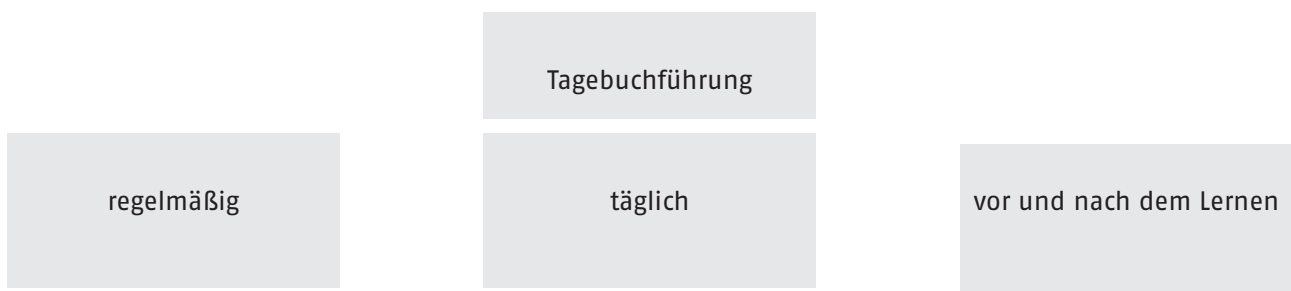 Tagebuchführung
regelmäßig
täglich
vor und nach dem Lernen